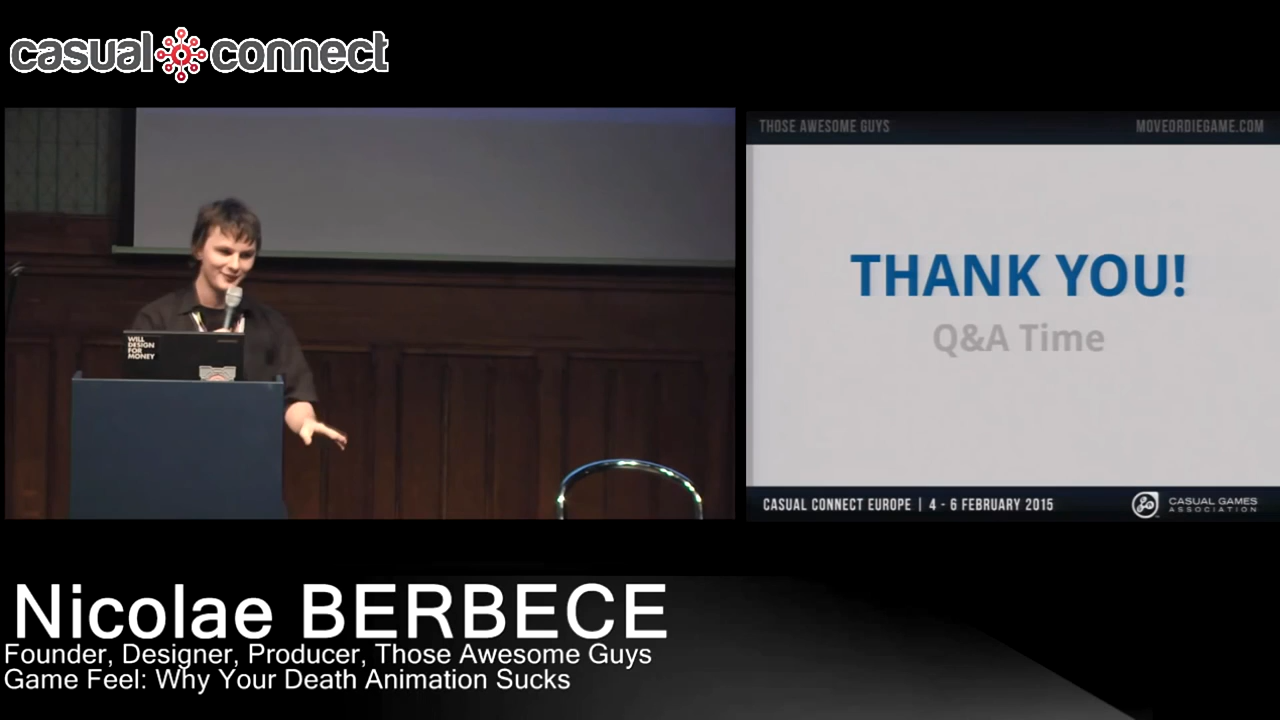 casual connect
THOSE AWESOME GUYS
MOVEORDIEGAME.COM
THANK YOU!
Q&A Time
WILL
DESIGN
FOR
MONEY
CASUAL CONNECT EUROPE | 4 - 6 FEBRUARY 2015
CASUAL GAMES
ASSOCIATION
Nicolae BERBECE
Founder, Designer, Producer, Those Awesome Guys
Game Feel: Why Your Death Animation Sucks